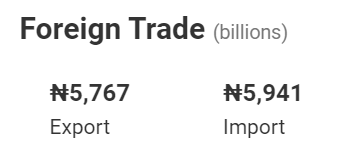 Foreign Trade (billions)
₦5,767 ₦5,941
Export Import